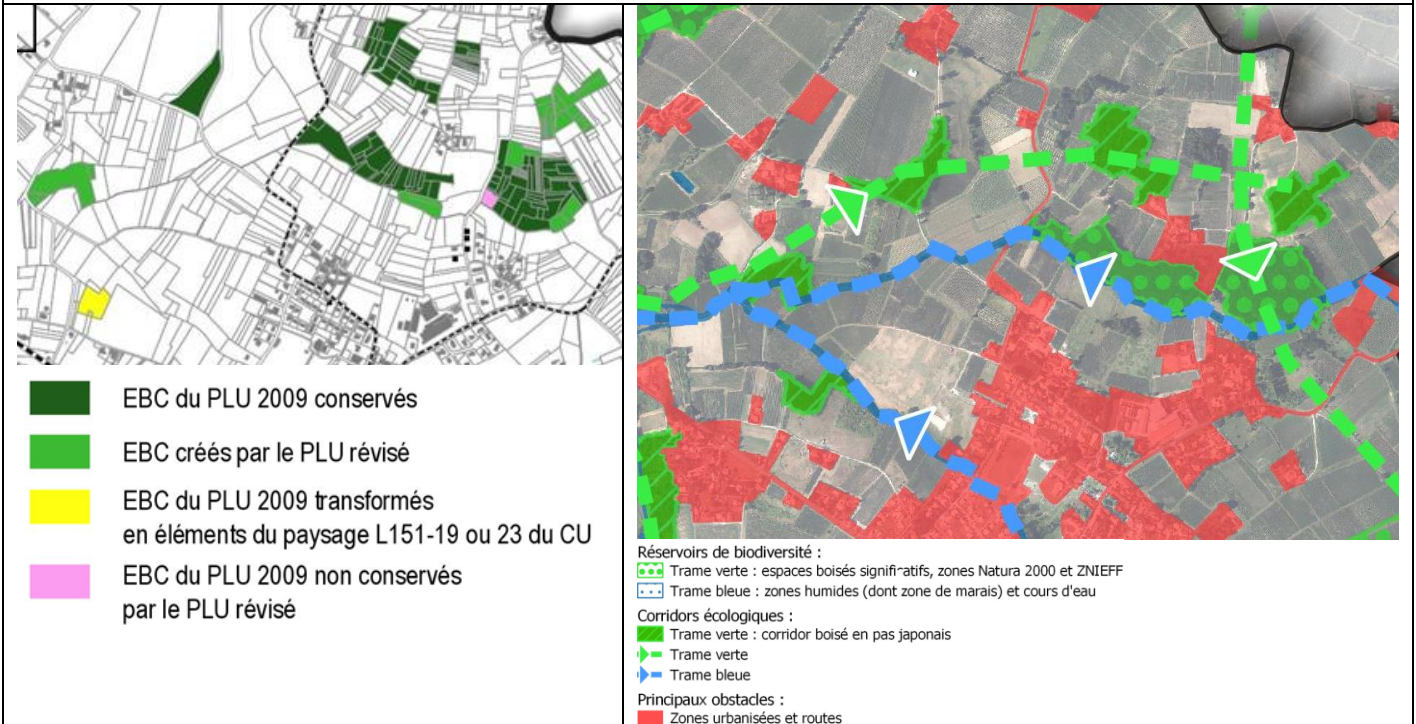 EBC du PLU 2009 conservés
EBC créés par le PLU révisé
EBC du PLU 2009 transformés
en éléments du paysage L151-19 ou 23 du CU
EBC du PLU 2009 non conservés
par le PLU révisé
Réservoirs de biodiversité :
Trame verte : espaces boisés signifiratifs, zones Natura 2000 et ZNIEFF
Trame bleue : zones humides (dont zone de marais) et cours d'eau
Corridors écologiques :
Trame verte : corridor boisé en pas japonais
Trame verte
Trame bleue
Principaux obstacles :
Zones urbanisées et routes